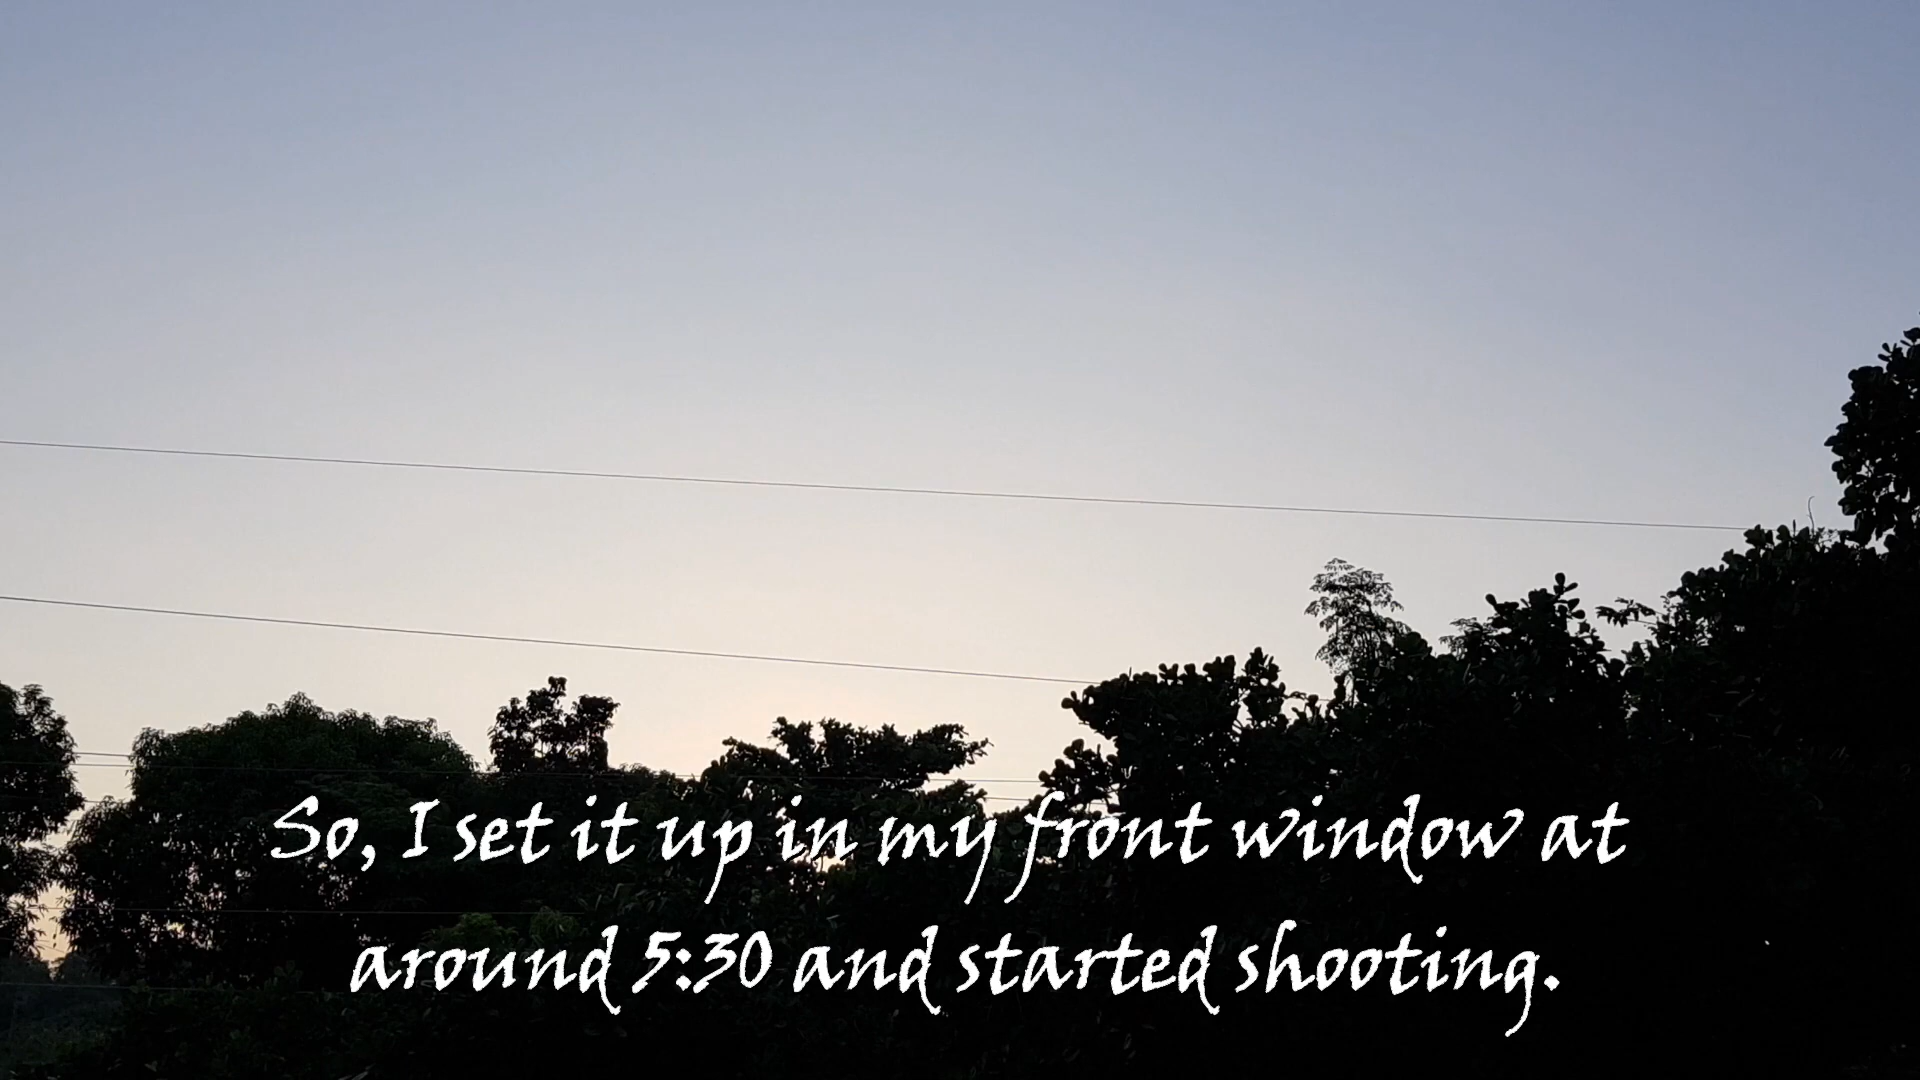 So, I set it up in my front window at
around 5:30 and started shooting.